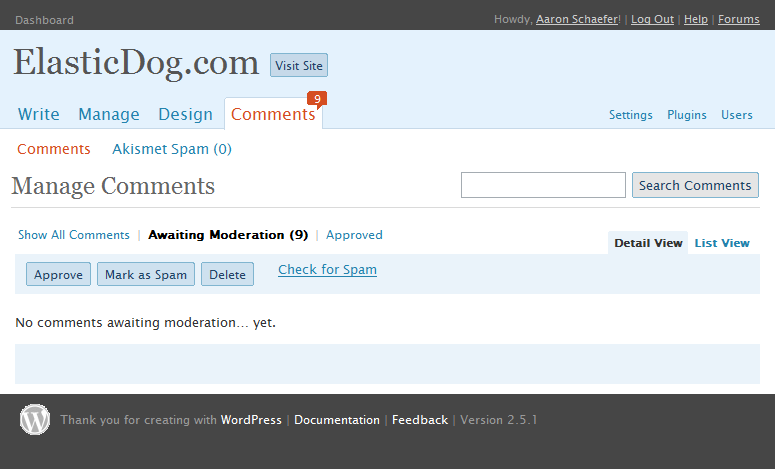 Dashboard Howdy, Aaron Schaefer! | Log Out | Help | Forums
ElasticDog.com Visit Site
9
Write Manage Design Comments Settings Plugins Users
Comments Akismet Spam (0)
Manage Comments Search Comments
Show All Comments | Awaiting Moderation (9) | Approved
Detail View List View
Approve Mark as Spam Delete Check for Spam
No comments awaiting moderation… yet.
W Thank you for creating with WordPress | Documentation | Feedback | Version 2.5.1